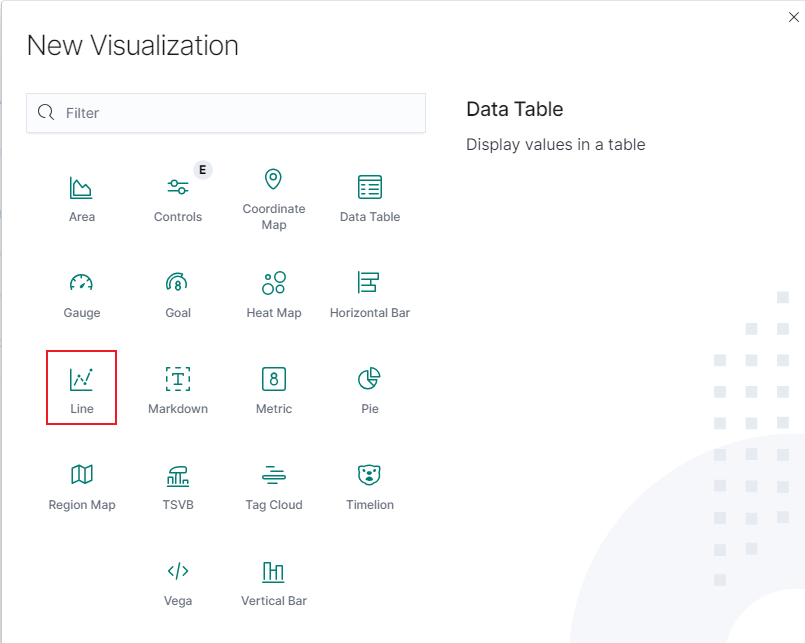 New Visualization
Filter
Data Table
Display values in a table
E
Area
Controls
Coordinate
Map
Data Table
Gauge
8
Goal
Heat Map
Horizontal Bar
Line
T
Markdown
8
Metric
Pie
Region Map
TSVB
Tag Cloud
Timelion
Vega
Vertical Bar